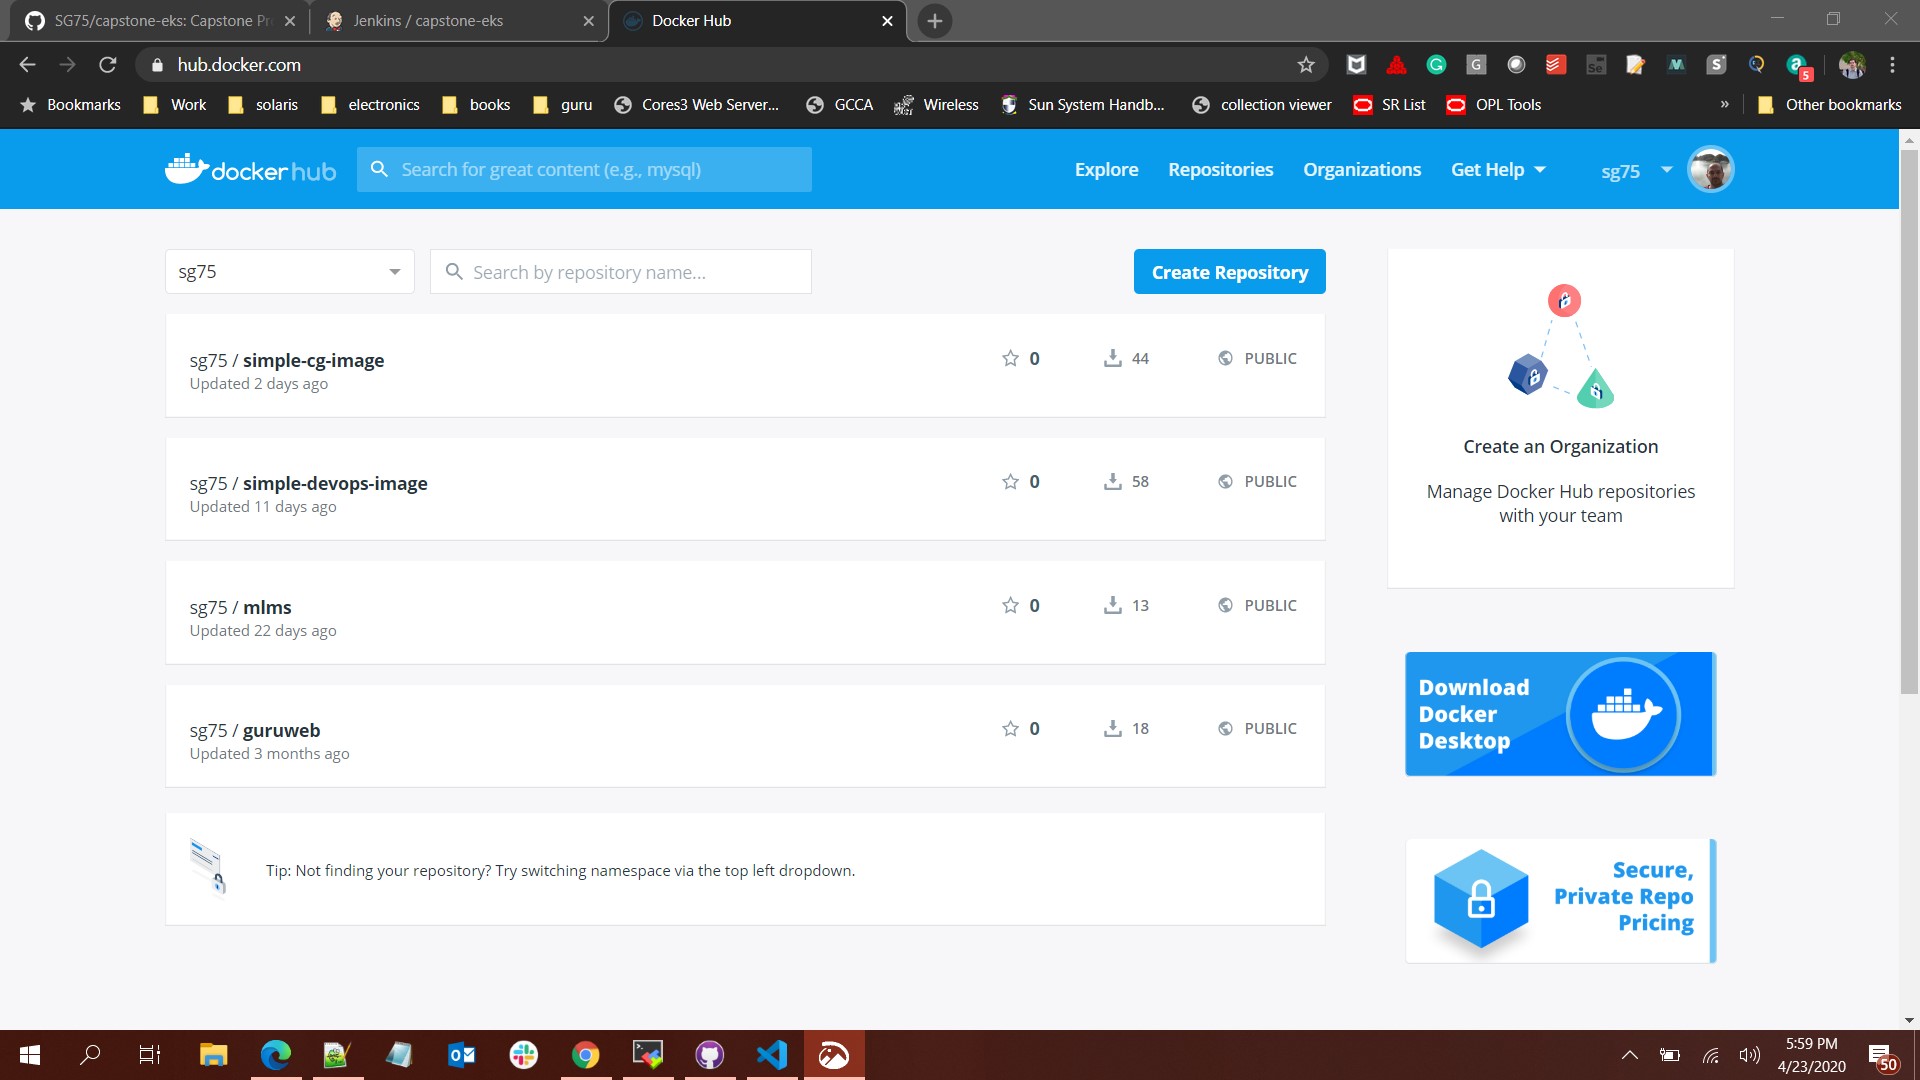 SG75/capstone-eks: Capstone Pr
Jenkins / capstone-eks
Docker Hub
hub.docker.com
5
Bookmarks
Work
solaris
electronics
books
guru
Cores3 Web Server...
GCCA
Wireless
Sun System Handb...
collection viewer
SR List
OPL Tools
»
Other bookmarks
docker hub
Search for great content (e.g., mysql)
Explore
Repositories
Organizations
Get Help
sg75
sg75
Search by repository name...
Create Repository
sg75 / simple-cg-image
Updated 2 days ago
0
44
PUBLIC
sg75 / simple-devops-image
Updated 11 days ago
0
58
PUBLIC
sg75 / mlms
Updated 22 days ago
0
13
PUBLIC
sg75 / guruweb
Updated 3 months ago
0
18
PUBLIC
Tip: Not finding your repository? Try switching namespace via the top left dropdown.
Create an Organization
Manage Docker Hub repositories
with your team
Download
Docker
Desktop
Secure,
Private Repo
Pricing
5:59 PM
4/23/2020
50